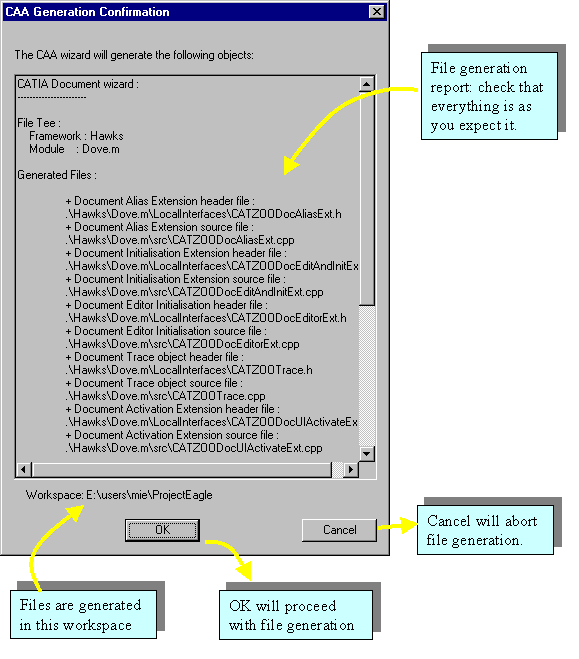 CAA Generation Confirmation
The CAA wizard will generate the following objects:
CATIA Document wizard :
-----------------------
File Tee :
Framework : Hawks
Module : Dove.m
Generated Files :
+ Document Alias Extension header file :
.\Hawks\Dove.m\LocalInterfaces\CATZOODocAliasExt.h
+ Document Alias Extension source file :
.\Hawks\Dove.m\src\CATZOODocAliasExt.cpp
+ Document Initialisation Extension header file :
.\Hawks\Dove.m\LocalInterfaces\CATZOODocEditAndInitEx
+ Document Initialisation Extension source file :
.\Hawks\Dove.m\src\CATZOODocEditAndInitExt.cpp
+ Document Editor Initialisation header file :
.\Hawks\Dove.m\LocalInterfaces\CATZOODocEditorExt.h
+ Document Editor Initialisation source file :
.\Hawks\Dove.m\src\CATZOODocEditorExt.cpp
+ Document Trace object header file :
.\Hawks\Dove.m\LocalInterfaces\CATZOOTrace.h
+ Document Trace object source file :
.\Hawks\Dove.m\src\CATZOOTrace.cpp
+ Document Activation Extension header file :
.\Hawks\Dove.m\LocalInterfaces\CATZOODocUIActivateEx
+ Document Activation Extension source file :
.\Hawks\Dove.m\src\CATZOODocUIActivateExt.cpp
Workspace: E:\users\mie\ProjectEagle
OK
Cancel
File generation
report: check that
everything is as
you expect it.
Cancel will abort
file generation.
Files are generated
in this workspace
OK will proceed
with file generation